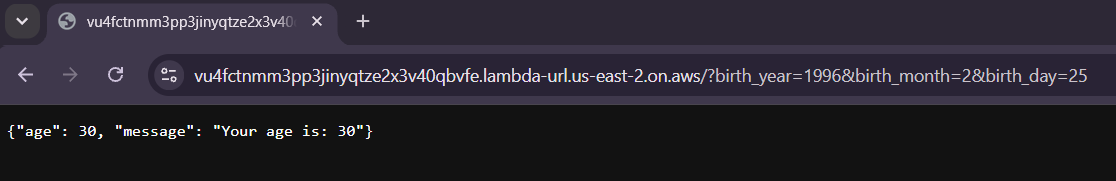 vu4fctnmm3pp3jinyqtze2x3v40
vu4fctnmm3pp3jinyqtze2x3v40qbvfe.lambda-url.us-east-2.on.aws/?birth_year=1996&birth_month=2&birth_day=25
{"age": 30, "message": "Your age is: 30"}